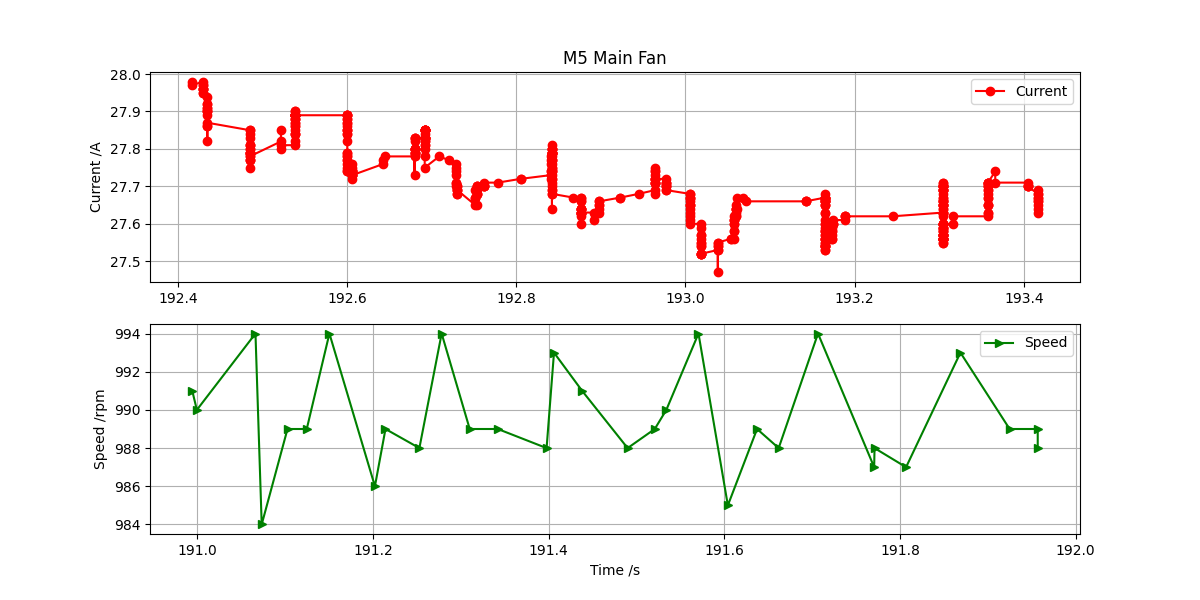 M5 Main Fan
28.0
27.9
27.8
27.7
27.6
27.5
Current /A
Current
192.4 192.6 192.8 193.0 193.2 193.4
994
992
990
988
986
984
Speed /rpm
Speed
191.0 191.2 191.4 191.6 191.8 192.0
Time /s